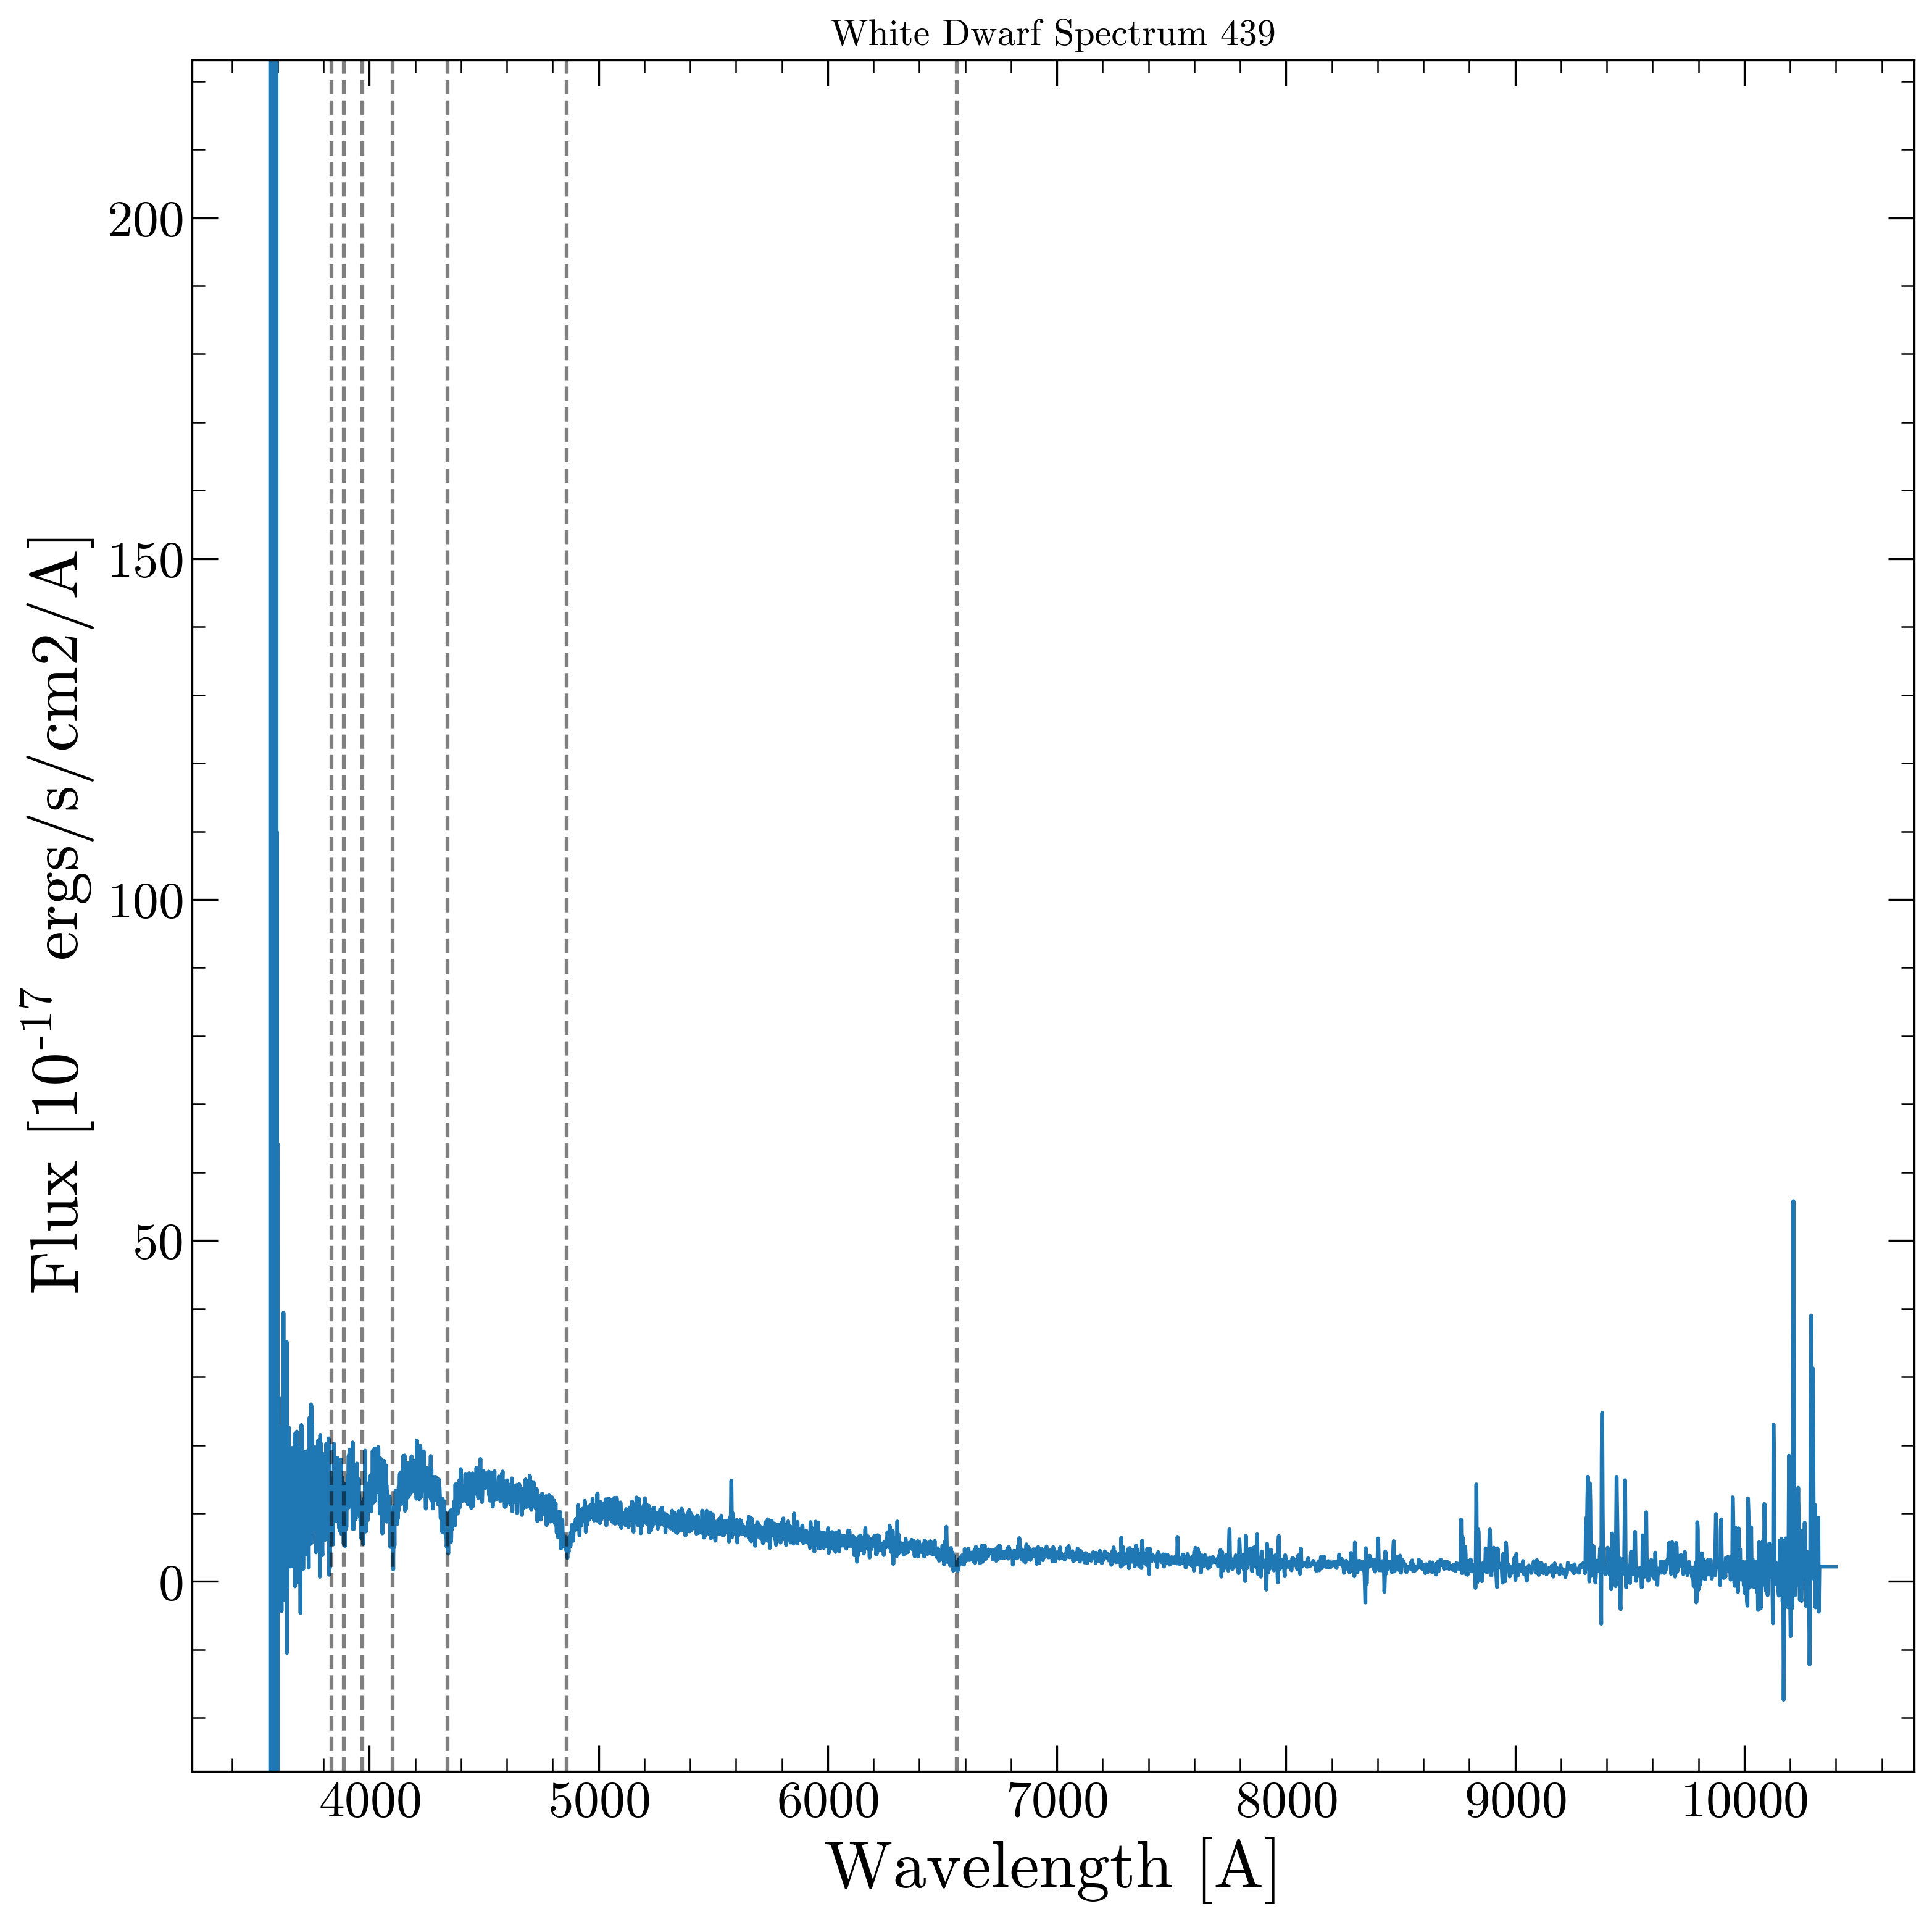 White Dwarf Spectrum 439
Flux [10-17 ergs/s/cm2/A]
200
150
100
50
0
4000 5000 6000 7000 8000 9000 10000
Wavelength [A]